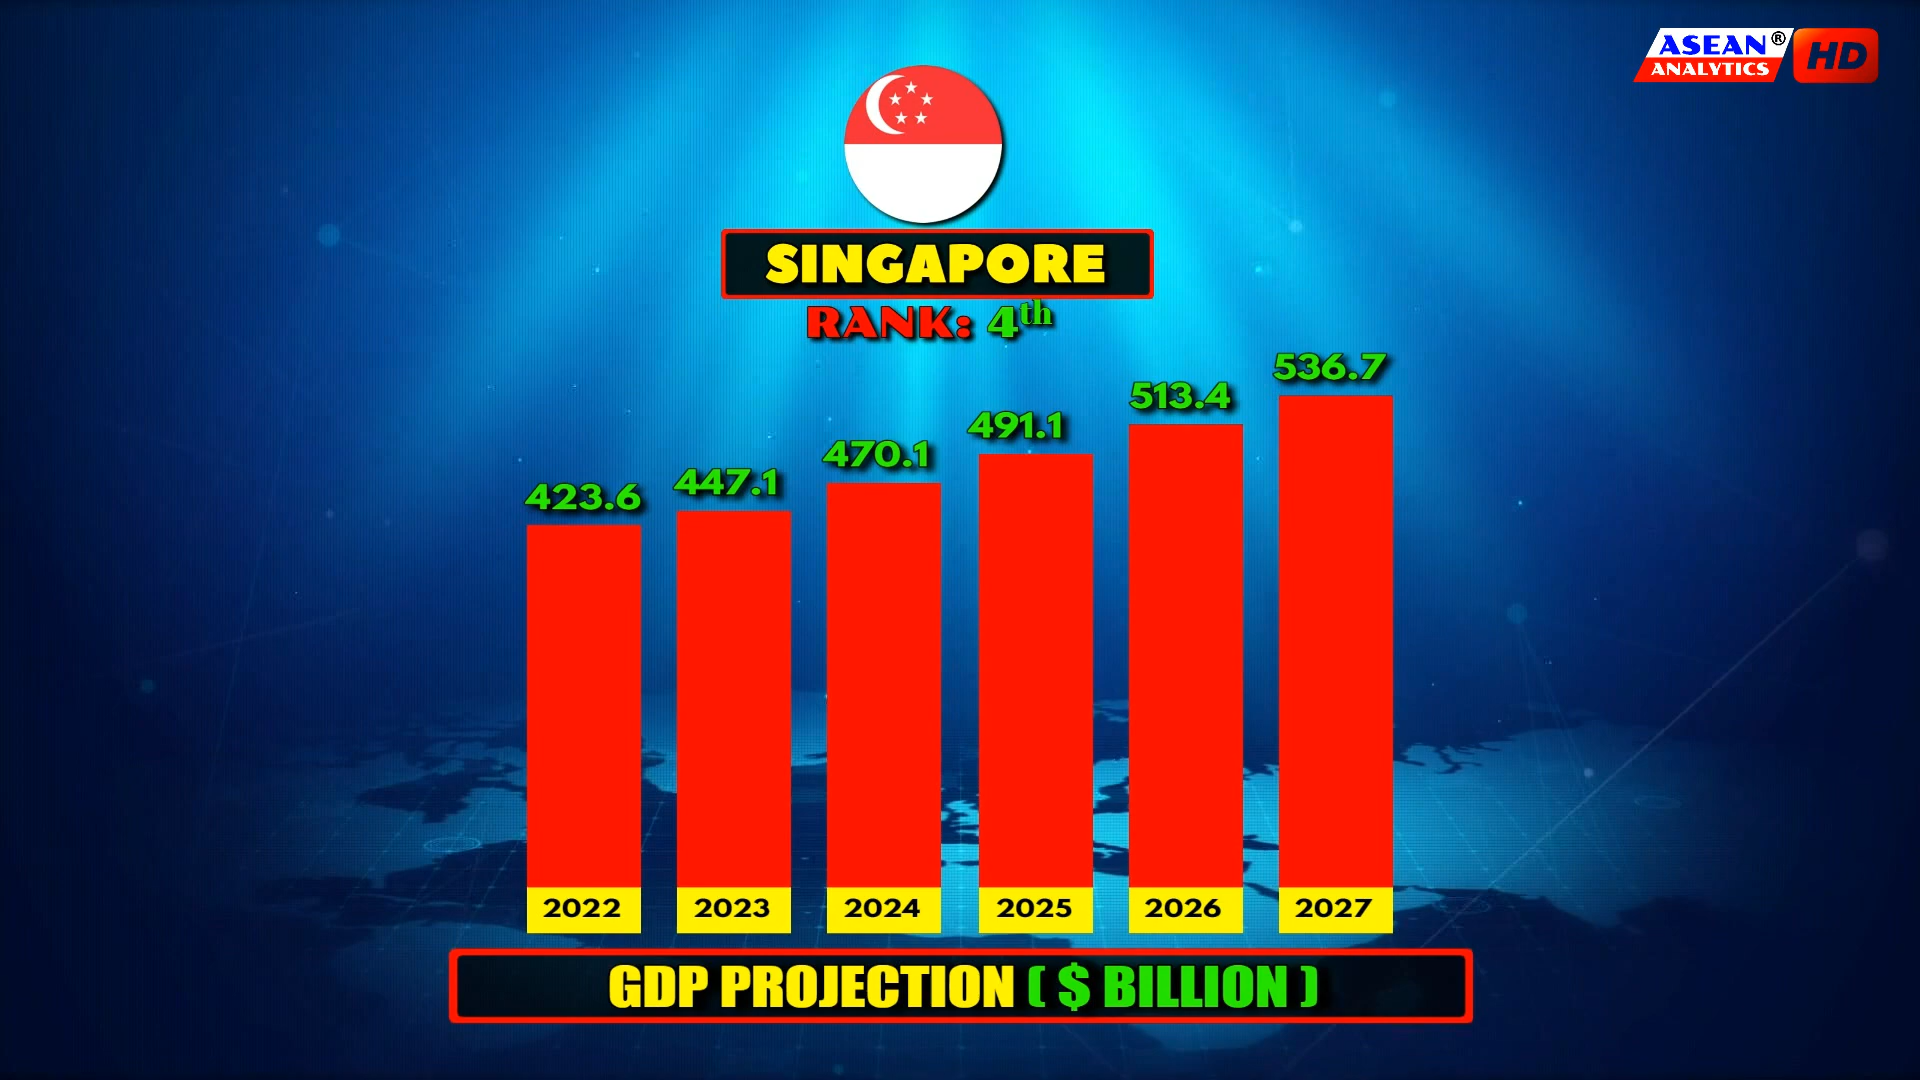 ASEAN®
ANALYTICS
HD
SINGAPORE
RANK: 4th
423.6
447.1
470.1
491.1
513.4
536.7
2022
2023
2024
2025
2026
2027
GDP PROJECTION ( $ BILLION )